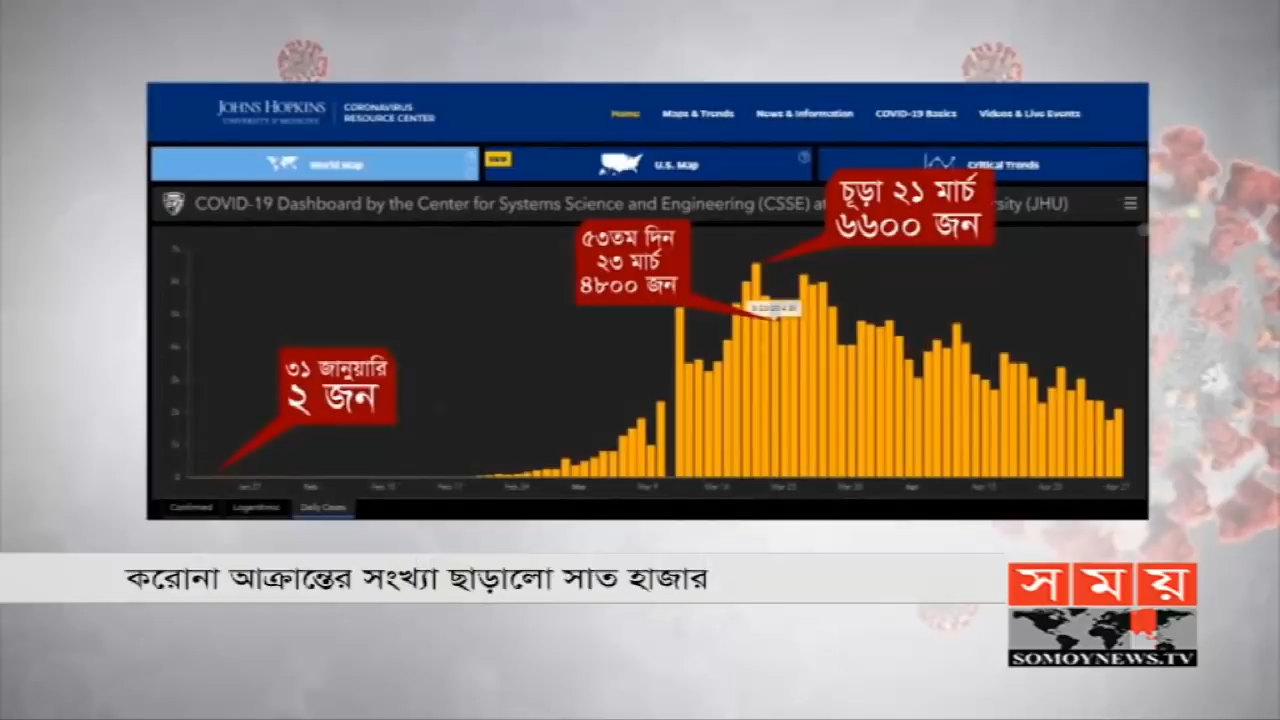 JOHNS HOPKINS
UNIVERSITY & MEDICINE
CORONAVIRUS
RESOURCE CENTER
Home
Maps & Trends
News & Information
COVID-19 Basics
Videos & Live Events
World Map
NEW
U.S. Map
Critical Trends
COVID-19 Dashboard by the Center for Systems Science and Engineering (CSSE) at
sity (JHU)
চূড়া ২১ মার্চ
৬৬০০ জন
৫৩তম দিন
২৩ মার্চ
৪৮০০ জন
৩১ জানুয়ারি
২ জন
Confirmed
Logarithmic
Daily Cases
করোনা আক্রান্তের সংখ্যা ছাড়ালো সাত হাজার
সময়
SOMOYNEWS.TV